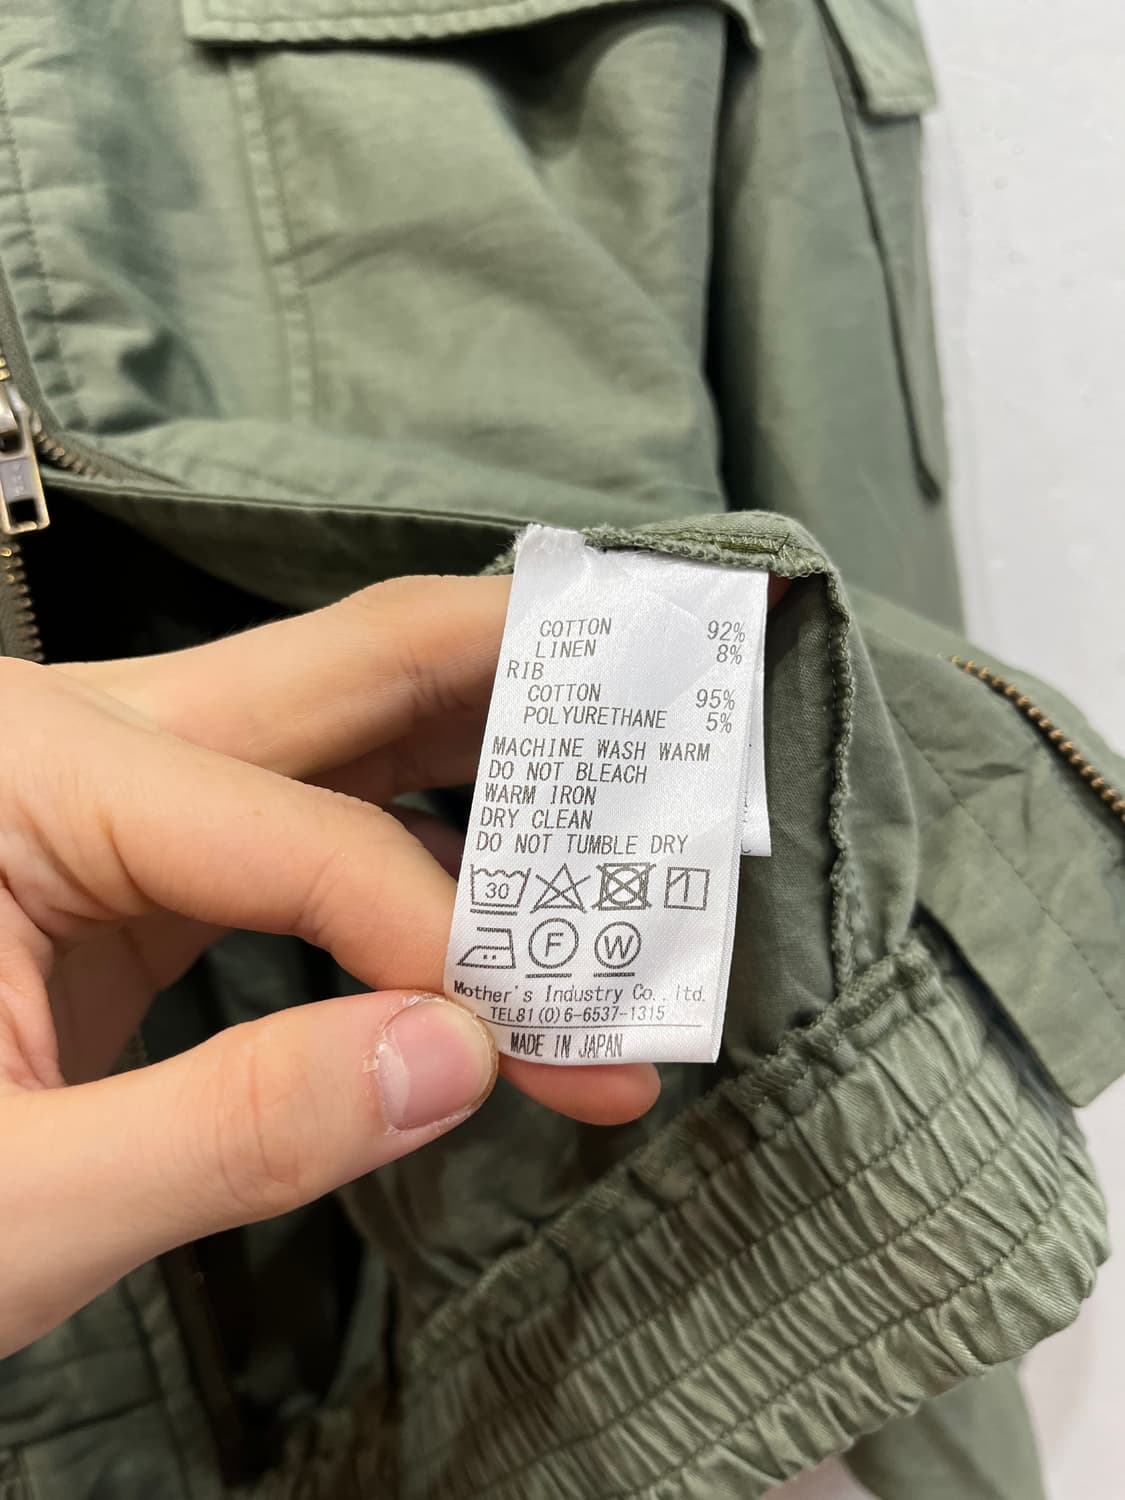 COTTON 92%
LINEN 8%
RIB
COTTON 95%
POLYURETHANE 5%
MACHINE WASH WARM
DO NOT BLEACH
WARM IRON
DRY CLEAN
DO NOT TUMBLE DRY
30
F W
Mother's Industry Co., ltd.
TEL81(0)6-6537-1315
MADE IN JAPAN